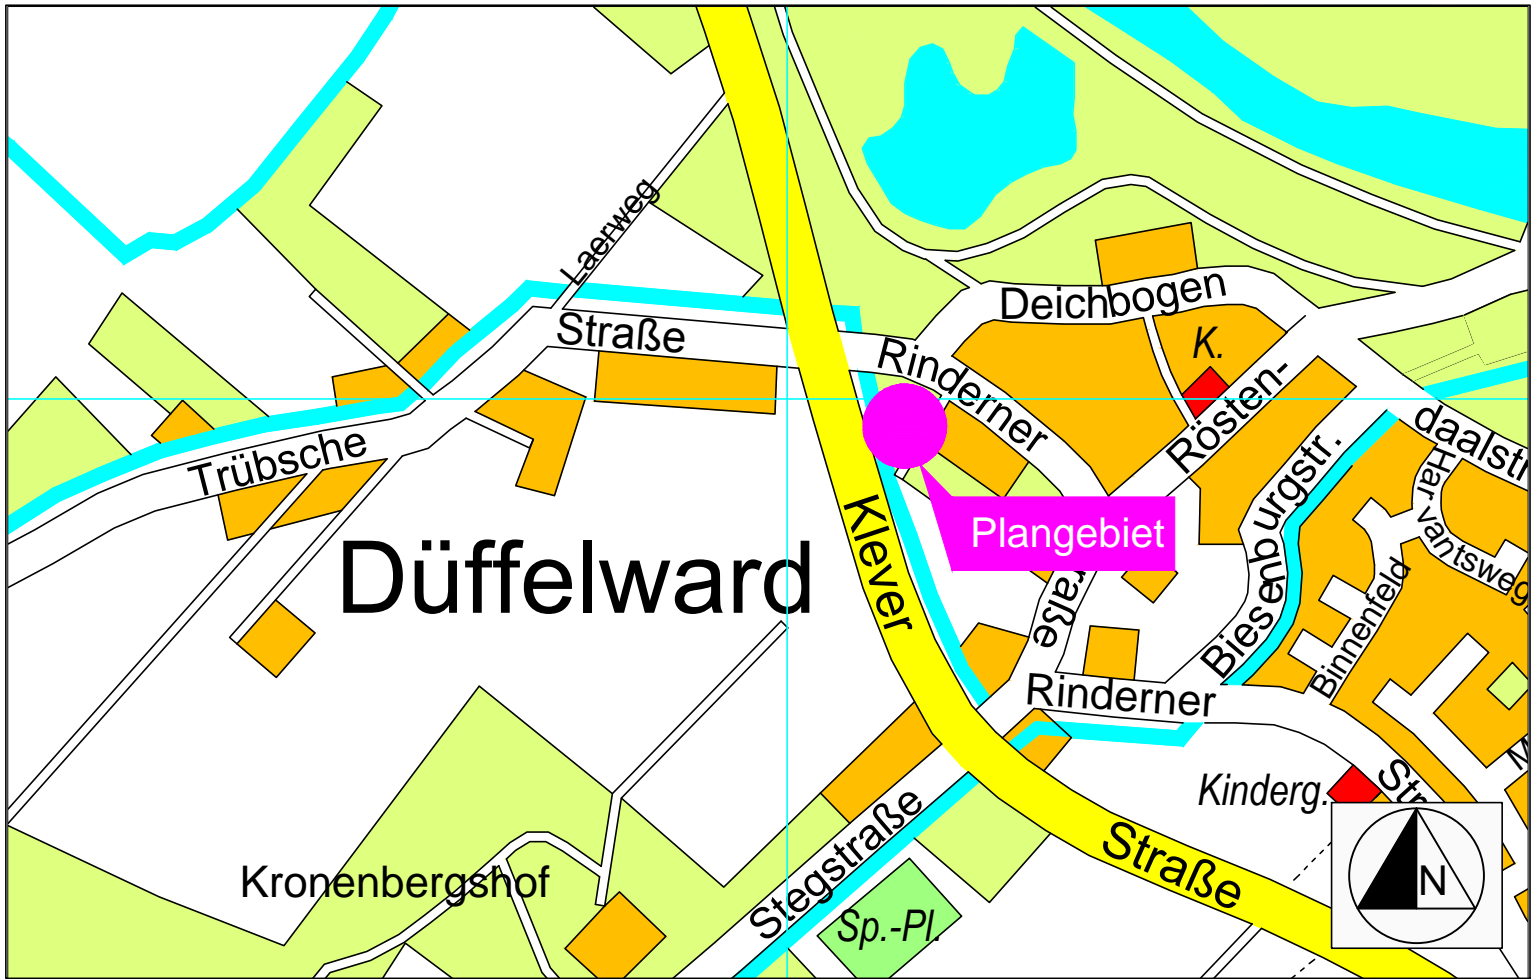 Laerweg
Deichbogen
Straße
K.
Rinderner
Rösten-
daalstr
Trübsche
Har
vantsweg
Biesenburgstr.
Klever
Plangebiet
Düffelward
raße
Binnenfeld
Rinderner
Kinderg.
Str
Stegstraße
Straße
Kronenbergshof
N
Sp.-Pl.